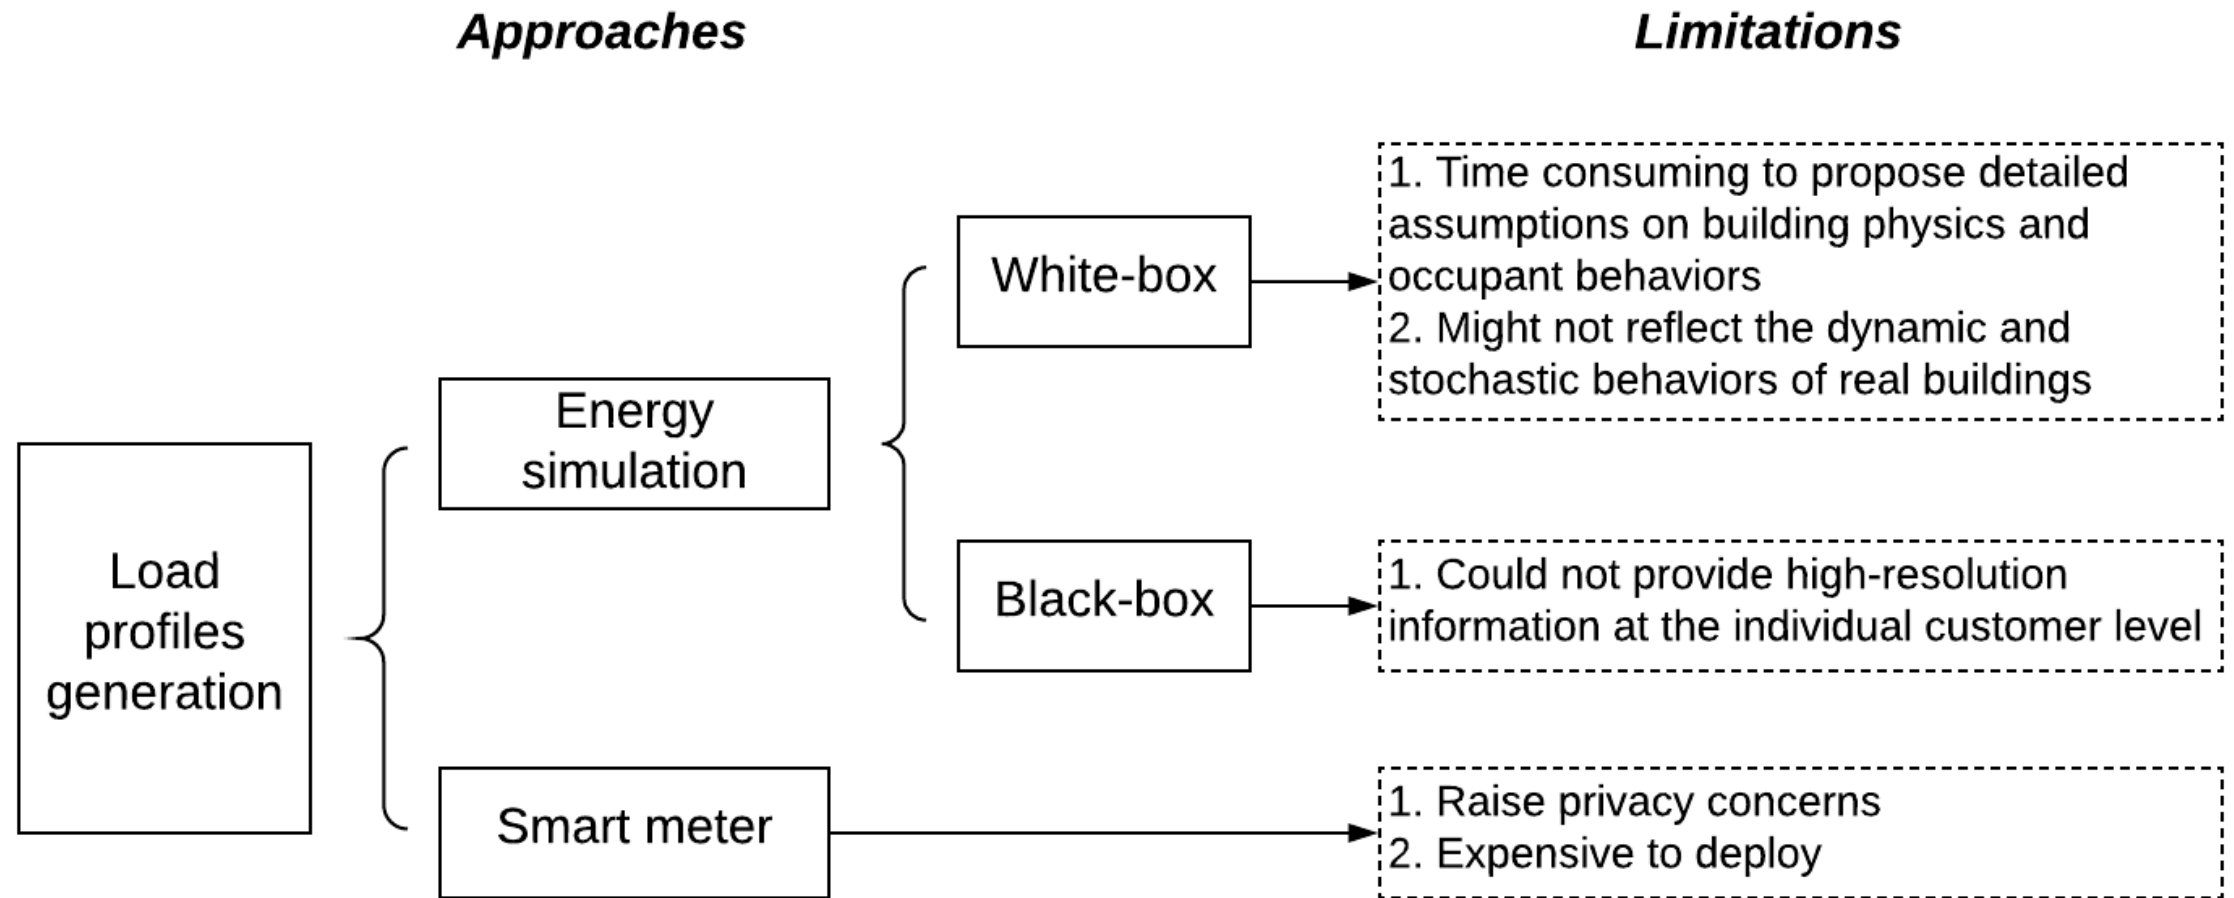 Approaches
Limitations
Load
profiles
generation
Energy
simulation
Smart meter
White-box
Black-box
1. Time consuming to propose detailed
assumptions on building physics and
occupant behaviors
2. Might not reflect the dynamic and
stochastic behaviors of real buildings
1. Could not provide high-resolution
information at the individual customer level
1. Raise privacy concerns
2. Expensive to deploy